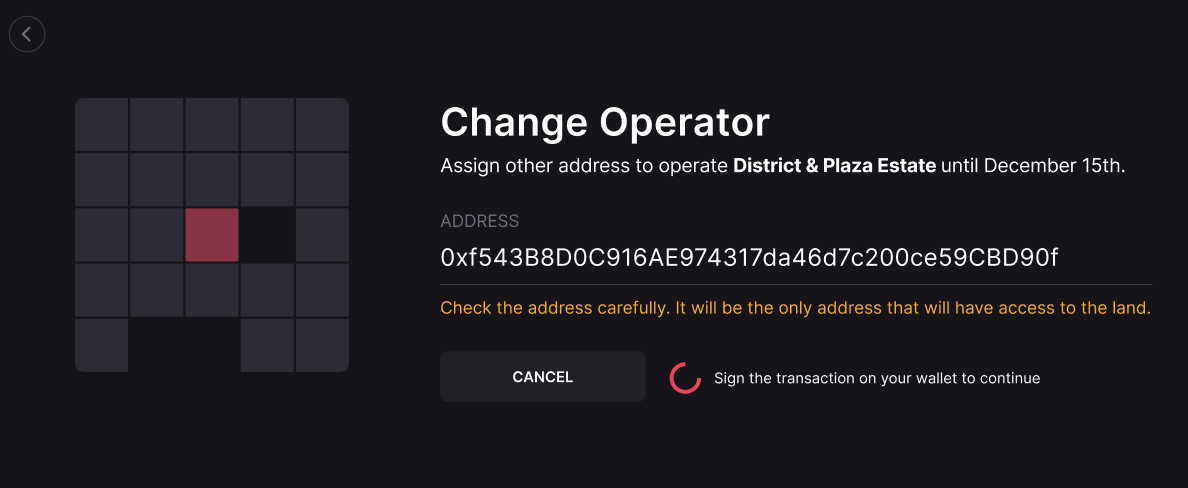 Change Operator
Assign other address to operate District & Plaza Estate until December 15th.
ADDRESS
0xf543B8D0C916AE974317da46d7c200ce59CBD90f
Check the address carefully. It will be the only address that will have access to the land.
CANCEL
Sign the transaction on your wallet to continue